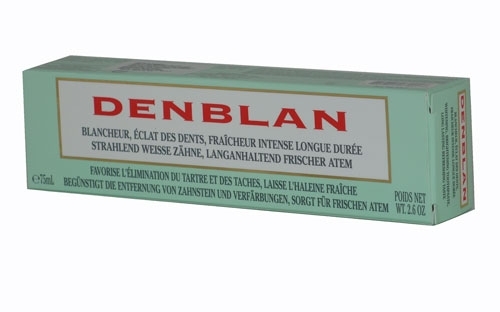 DENBLAN
BLANCHEUR, ÉCLAT DES DENTS, FRAÎCHEUR INTENSE LONGUE DURÉE
STRAHLEND WEISSE ZÄHNE, LANGANHALTEND FRISCHER ATEM
FAVORISE L'ÉLIMINATION DU TARTRE ET DES TACHES, LAISSE L'HALEINE FRAÎCHE
BEGÜNSTIGT DIE ENTFERNUNG VON ZAHNSTEIN UND VERFÄRBUNGEN, SORGT FÜR FRISCHEN ATEM
℮75mL
POIDS NET
WT. 2.6 OZ
DENBLAN